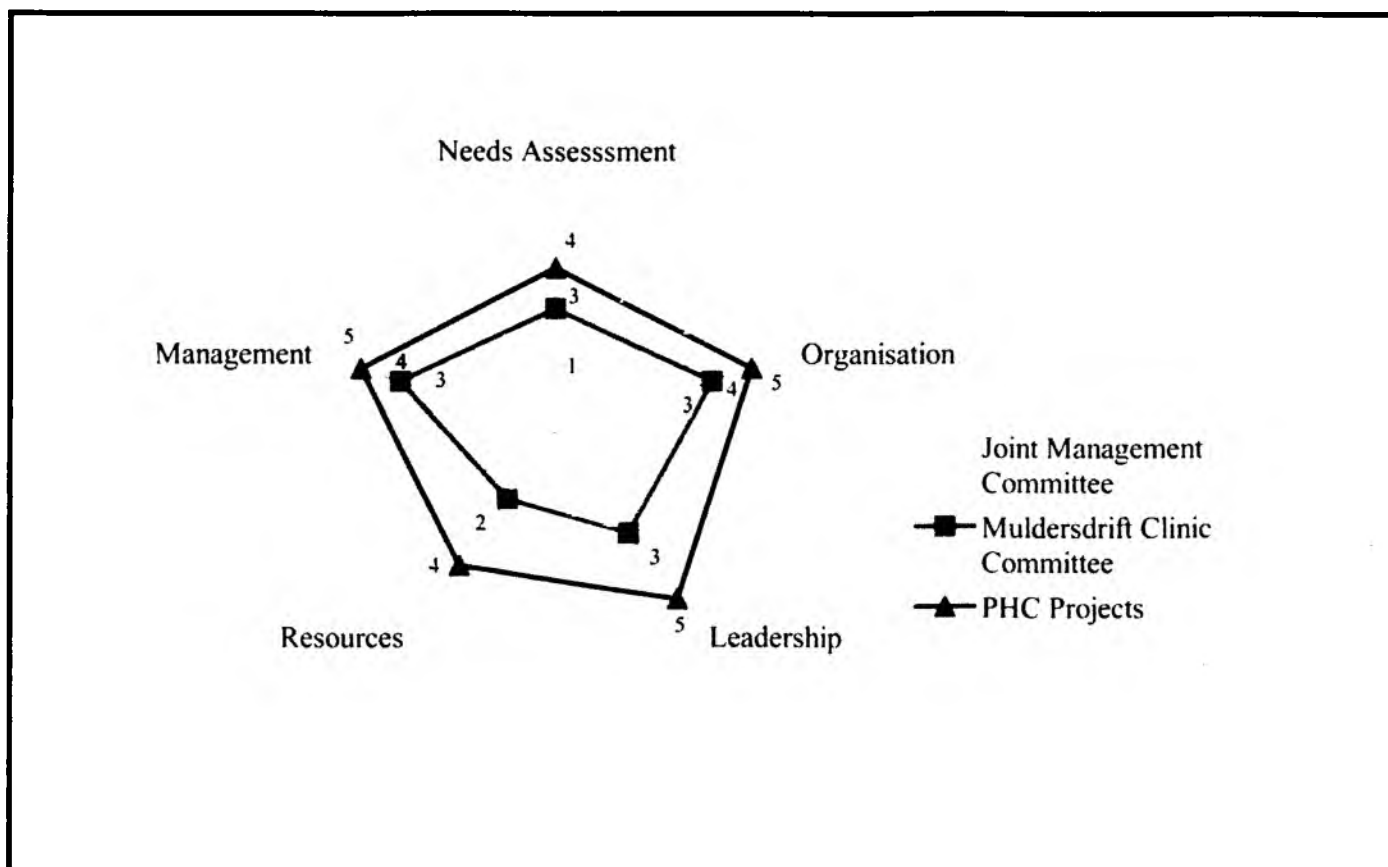 Needs Assesssment
4
3
5
Management
4
3
1
Organisation
3
4
5
Joint Management
Committee
Muldersdrift Clinic
Committee
PHC Projects
2
3
4
5
Resources
Leadership